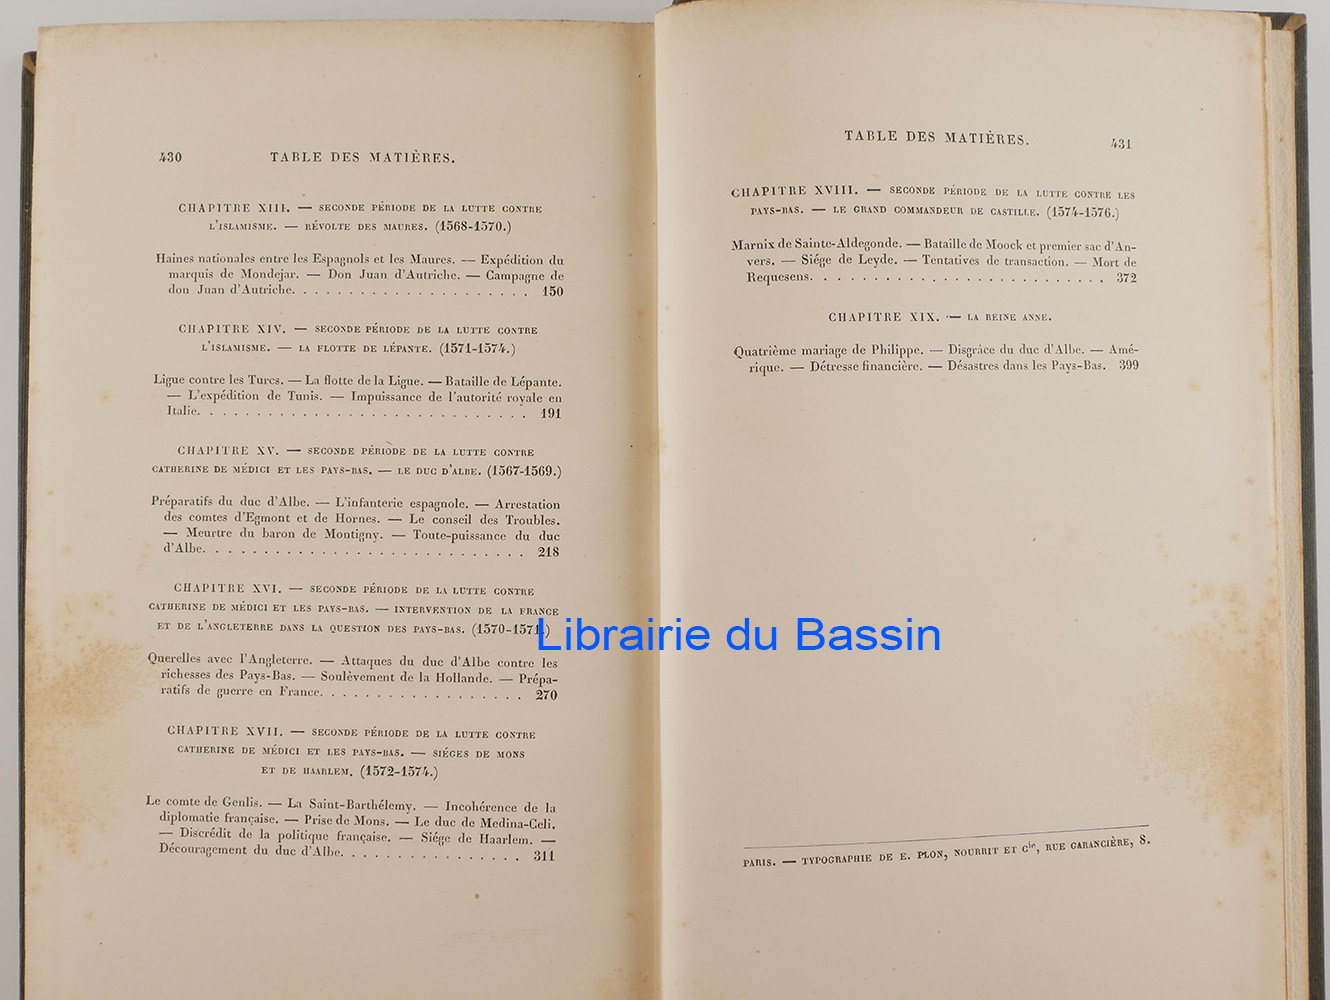 430 TABLE DES MATIÈRES.
CHAPITRE XIII. — SECONDE PÉRIODE DE LA LUTTE CONTRE
L'ISLAMISME. — RÉVOLTE DES MAURES. (1568-1570.)
Haines nationales entre les Espagnols et les Maures. — Expédition du
marquis de Mondejar. — Don Juan d'Autriche. — Campagne de
don Juan d'Autriche. . . . . . . . . . . . . . . . . . 150
CHAPITRE XIV. — SECONDE PÉRIODE DE LA LUTTE CONTRE
L'ISLAMISME. — LA FLOTTE DE LÉPANTE. (1571-1574.)
Ligue contre les Turcs. — La flotte de la Ligue. — Bataille de Lépante.
— L'expédition de Tunis. — Impuissance de l'autorité royale en
Italie. . . . . . . . . . . . . . . . . . . . . . . . . 191
CHAPITRE XV. — SECONDE PÉRIODE DE LA LUTTE CONTRE
CATHERINE DE MÉDICI ET LES PAYS-BAS. — LE DUC D'ALBE. (1567-1569.)
Préparatifs du duc d'Albe. — L'infanterie espagnole. — Arrestation
des comtes d'Egmont et de Hornes. — Le conseil des Troubles.
— Meurtre du baron de Montigny. — Toute-puissance du duc
d'Albe. . . . . . . . . . . . . . . . . . . . . . . . . 218
CHAPITRE XVI. — SECONDE PÉRIODE DE LA LUTTE CONTRE
CATHERINE DE MÉDICI ET LES PAYS-BAS. — INTERVENTION DE LA FRANCE
ET DE L'ANGLETERRE DANS LA QUESTION DES PAYS-BAS. (1570-1571.)
Querelles avec l'Angleterre. — Attaques du duc d'Albe contre les
richesses des Pays-Bas. — Soulèvement de la Hollande. — Prépa-
ratifs de guerre en France. . . . . . . . . . . . . . . . 270
CHAPITRE XVII. — SECONDE PÉRIODE DE LA LUTTE CONTRE
CATHERINE DE MÉDICI ET LES PAYS-BAS. — SIÉGES DE MONS
ET DE HAARLEM. (1572-1574.)
Le comte de Genlis. — La Saint-Barthélemy. — Incohérence de la
diplomatie française. — Prise de Mons. — Le duc de Medina-Celi.
— Discrédit de la politique française. — Siége de Haarlem. —
Découragement du duc d'Albe. . . . . . . . . . . . . . 311
TABLE DES MATIÈRES. 431
CHAPITRE XVIII. — SECONDE PÉRIODE DE LA LUTTE CONTRE LES
PAYS-BAS. — LE GRAND COMMANDEUR DE CASTILLE. (1574-1576.)
Marnix de Sainte-Aldegonde. — Bataille de Moock et premier sac d'An-
vers. — Siége de Leyde. — Tentatives de transaction. — Mort de
Requesens. . . . . . . . . . . . . . . . . . . . . . . 372
CHAPITRE XIX. — LA REINE ANNE.
Quatrième mariage de Philippe. — Disgrâce du duc d'Albe. — Amé-
rique. — Détresse financière. — Désastres dans les Pays-Bas. 399
Librairie du Bassin
PARIS. — TYPOGRAPHIE DE E. PLON, NOURRIT ET Cie, RUE GARANCIÈRE, 8.